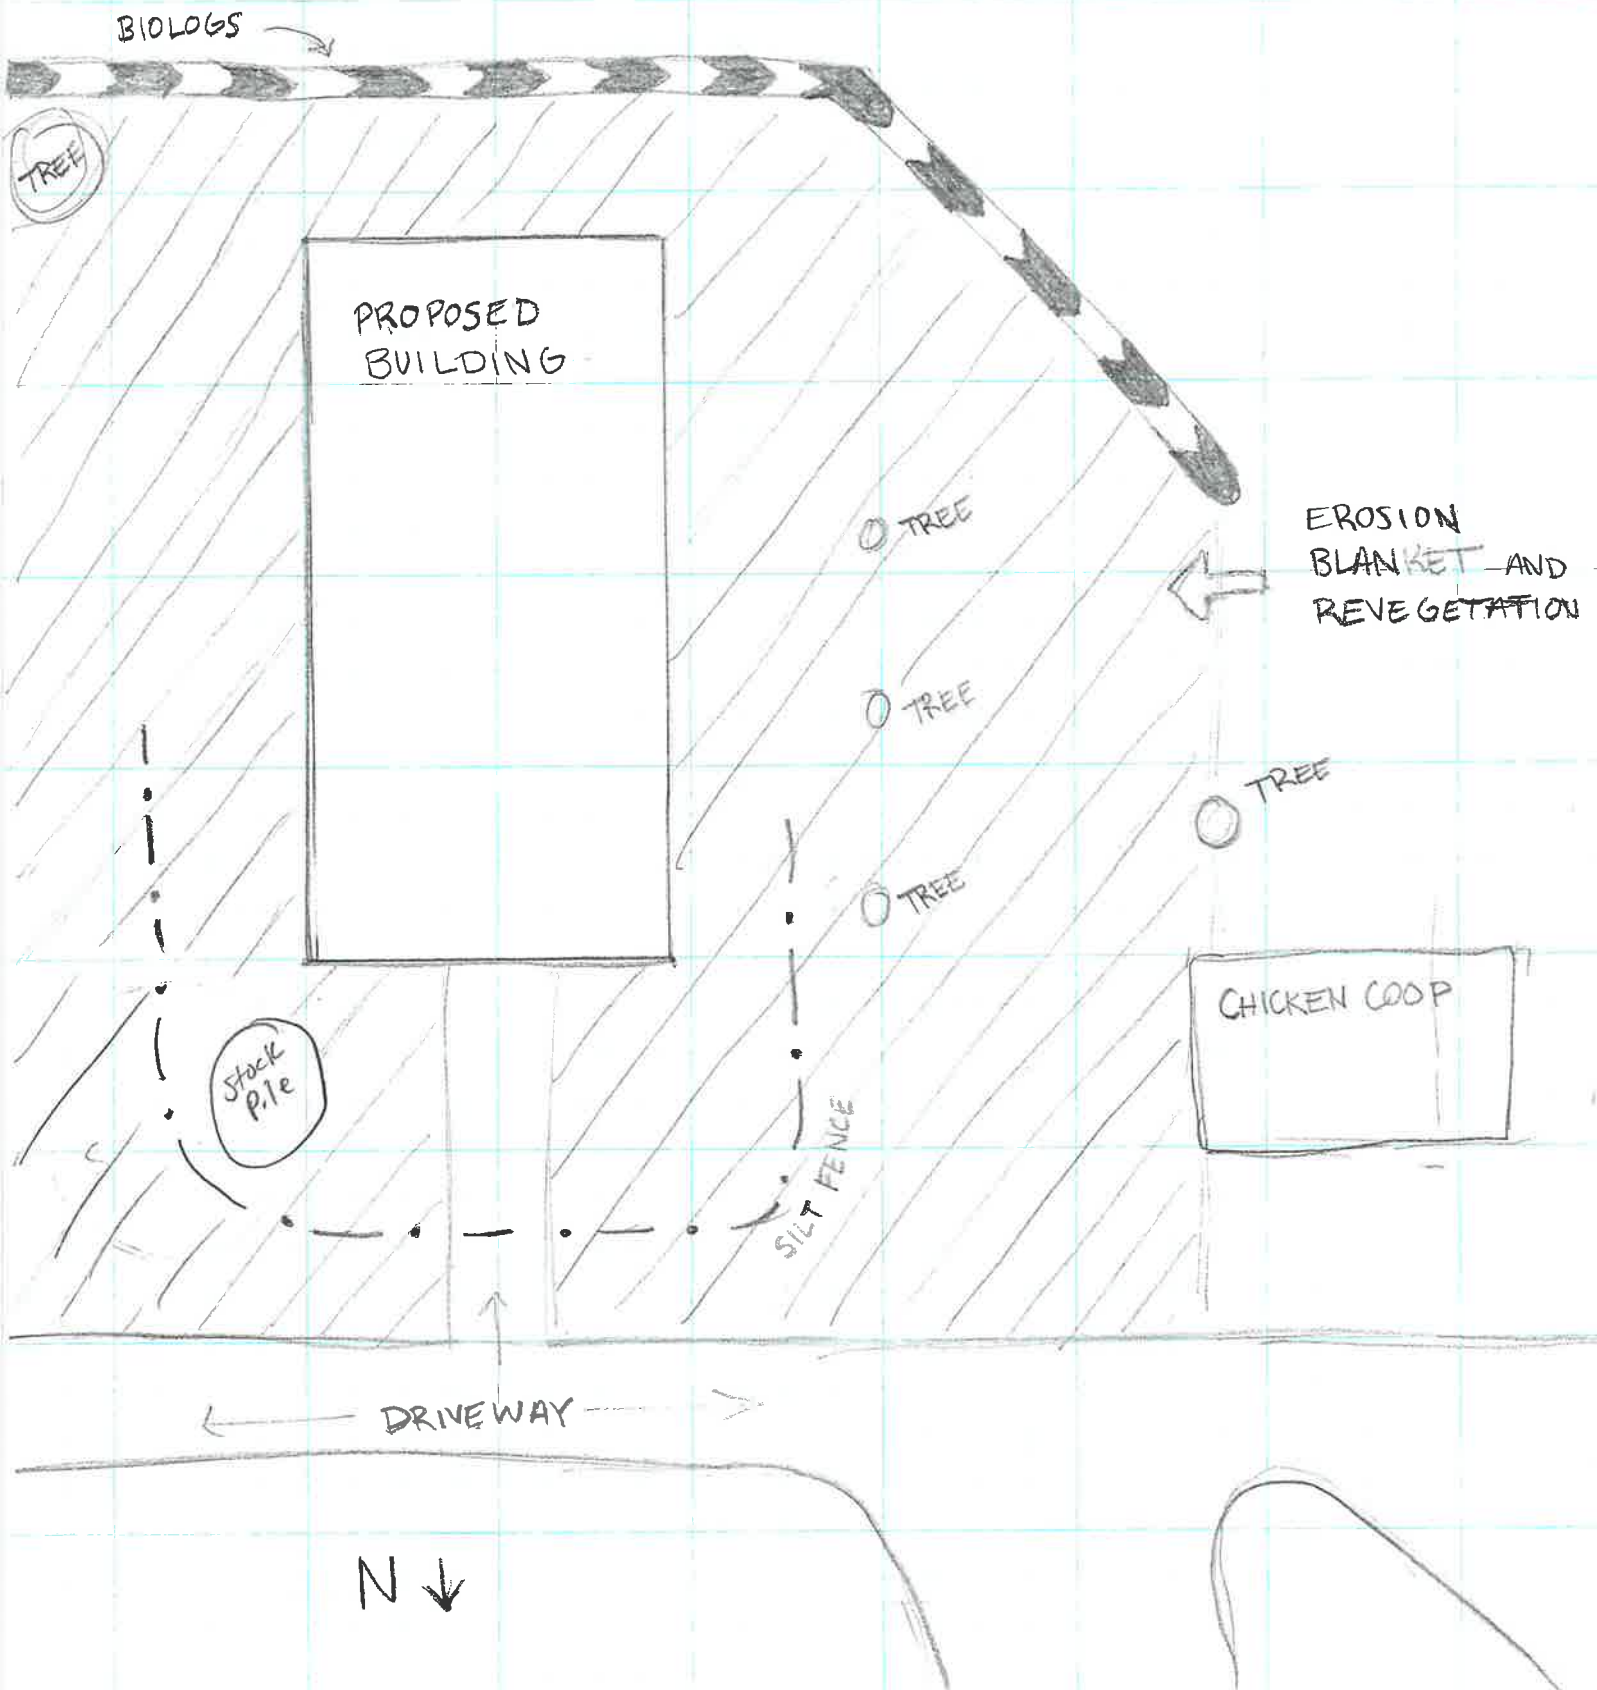 BIOLOGS
TREE
PROPOSED
BUILDING
TREE
EROSION
BLANKET AND
REVEGETATION
TREE
TREE
TREE
CHICKEN COOP
Stock
Pile
SILT FENCE
DRIVEWAY
N